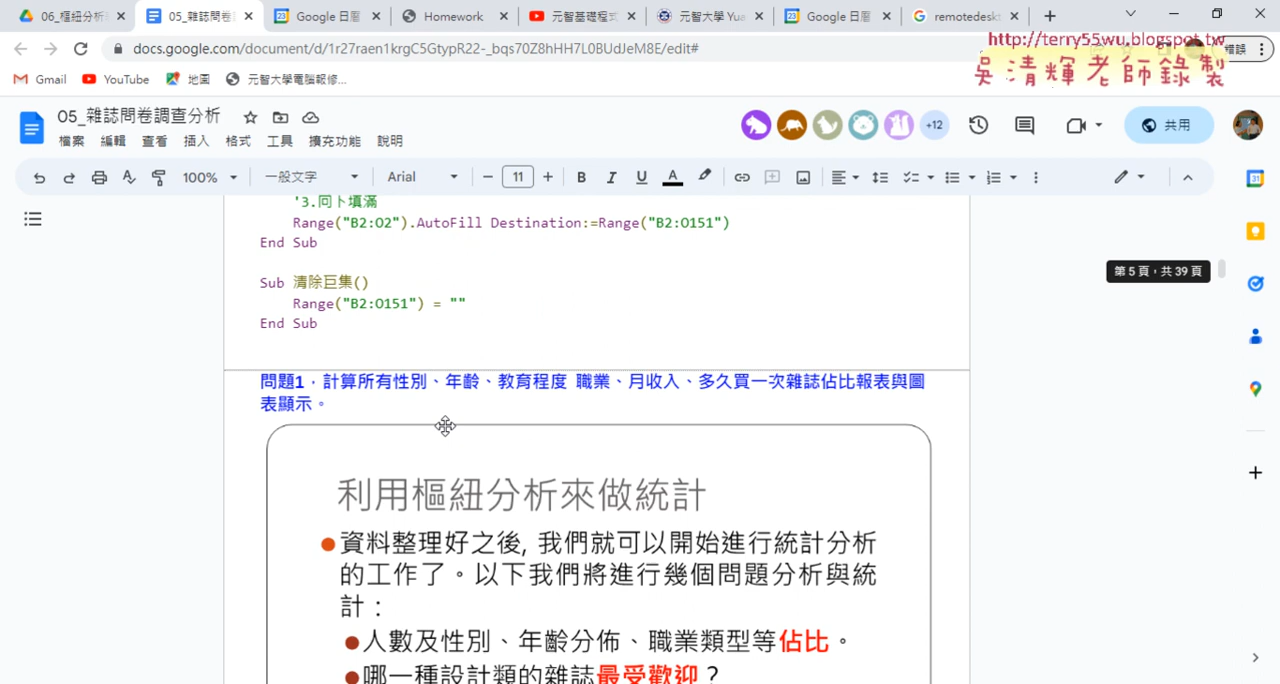 06_樞紐分析
05_雜誌問卷
Google 日曆
Homework
元智基礎程式
元智大學 Yua
Google 日曆
remotedeskt
docs.google.com/document/d/1r27raen1krgC5GtypR22-_bqs70Z8hHH7L0BUdJeM8E/edit#
http://terry55wu.blogspot.tw
吳清輝老師錄製
Gmail
YouTube
地圖
元智大學電腦報修...
05_雜誌問卷調查分析
檔案 編輯 查看 插入 格式 工具 擴充功能 說明
+12
共用
100%
一般文字
Arial
11
'3.向下填滿
Range("B2:O2").AutoFill Destination:=Range("B2:O151")
End Sub
Sub 清除巨集()
Range("B2:O151") = ""
End Sub
第 5 頁，共 39 頁
問題1，計算所有性別、年齡、教育程度 職業、月收入、多久買一次雜誌佔比報表與圖
表顯示。
利用樞紐分析來做統計
資料整理好之後, 我們就可以開始進行統計分析
的工作了。以下我們將進行幾個問題分析與統
計：
人數及性別、年齡分佈、職業類型等佔比。
哪一種設計類的雜誌最受歡迎？